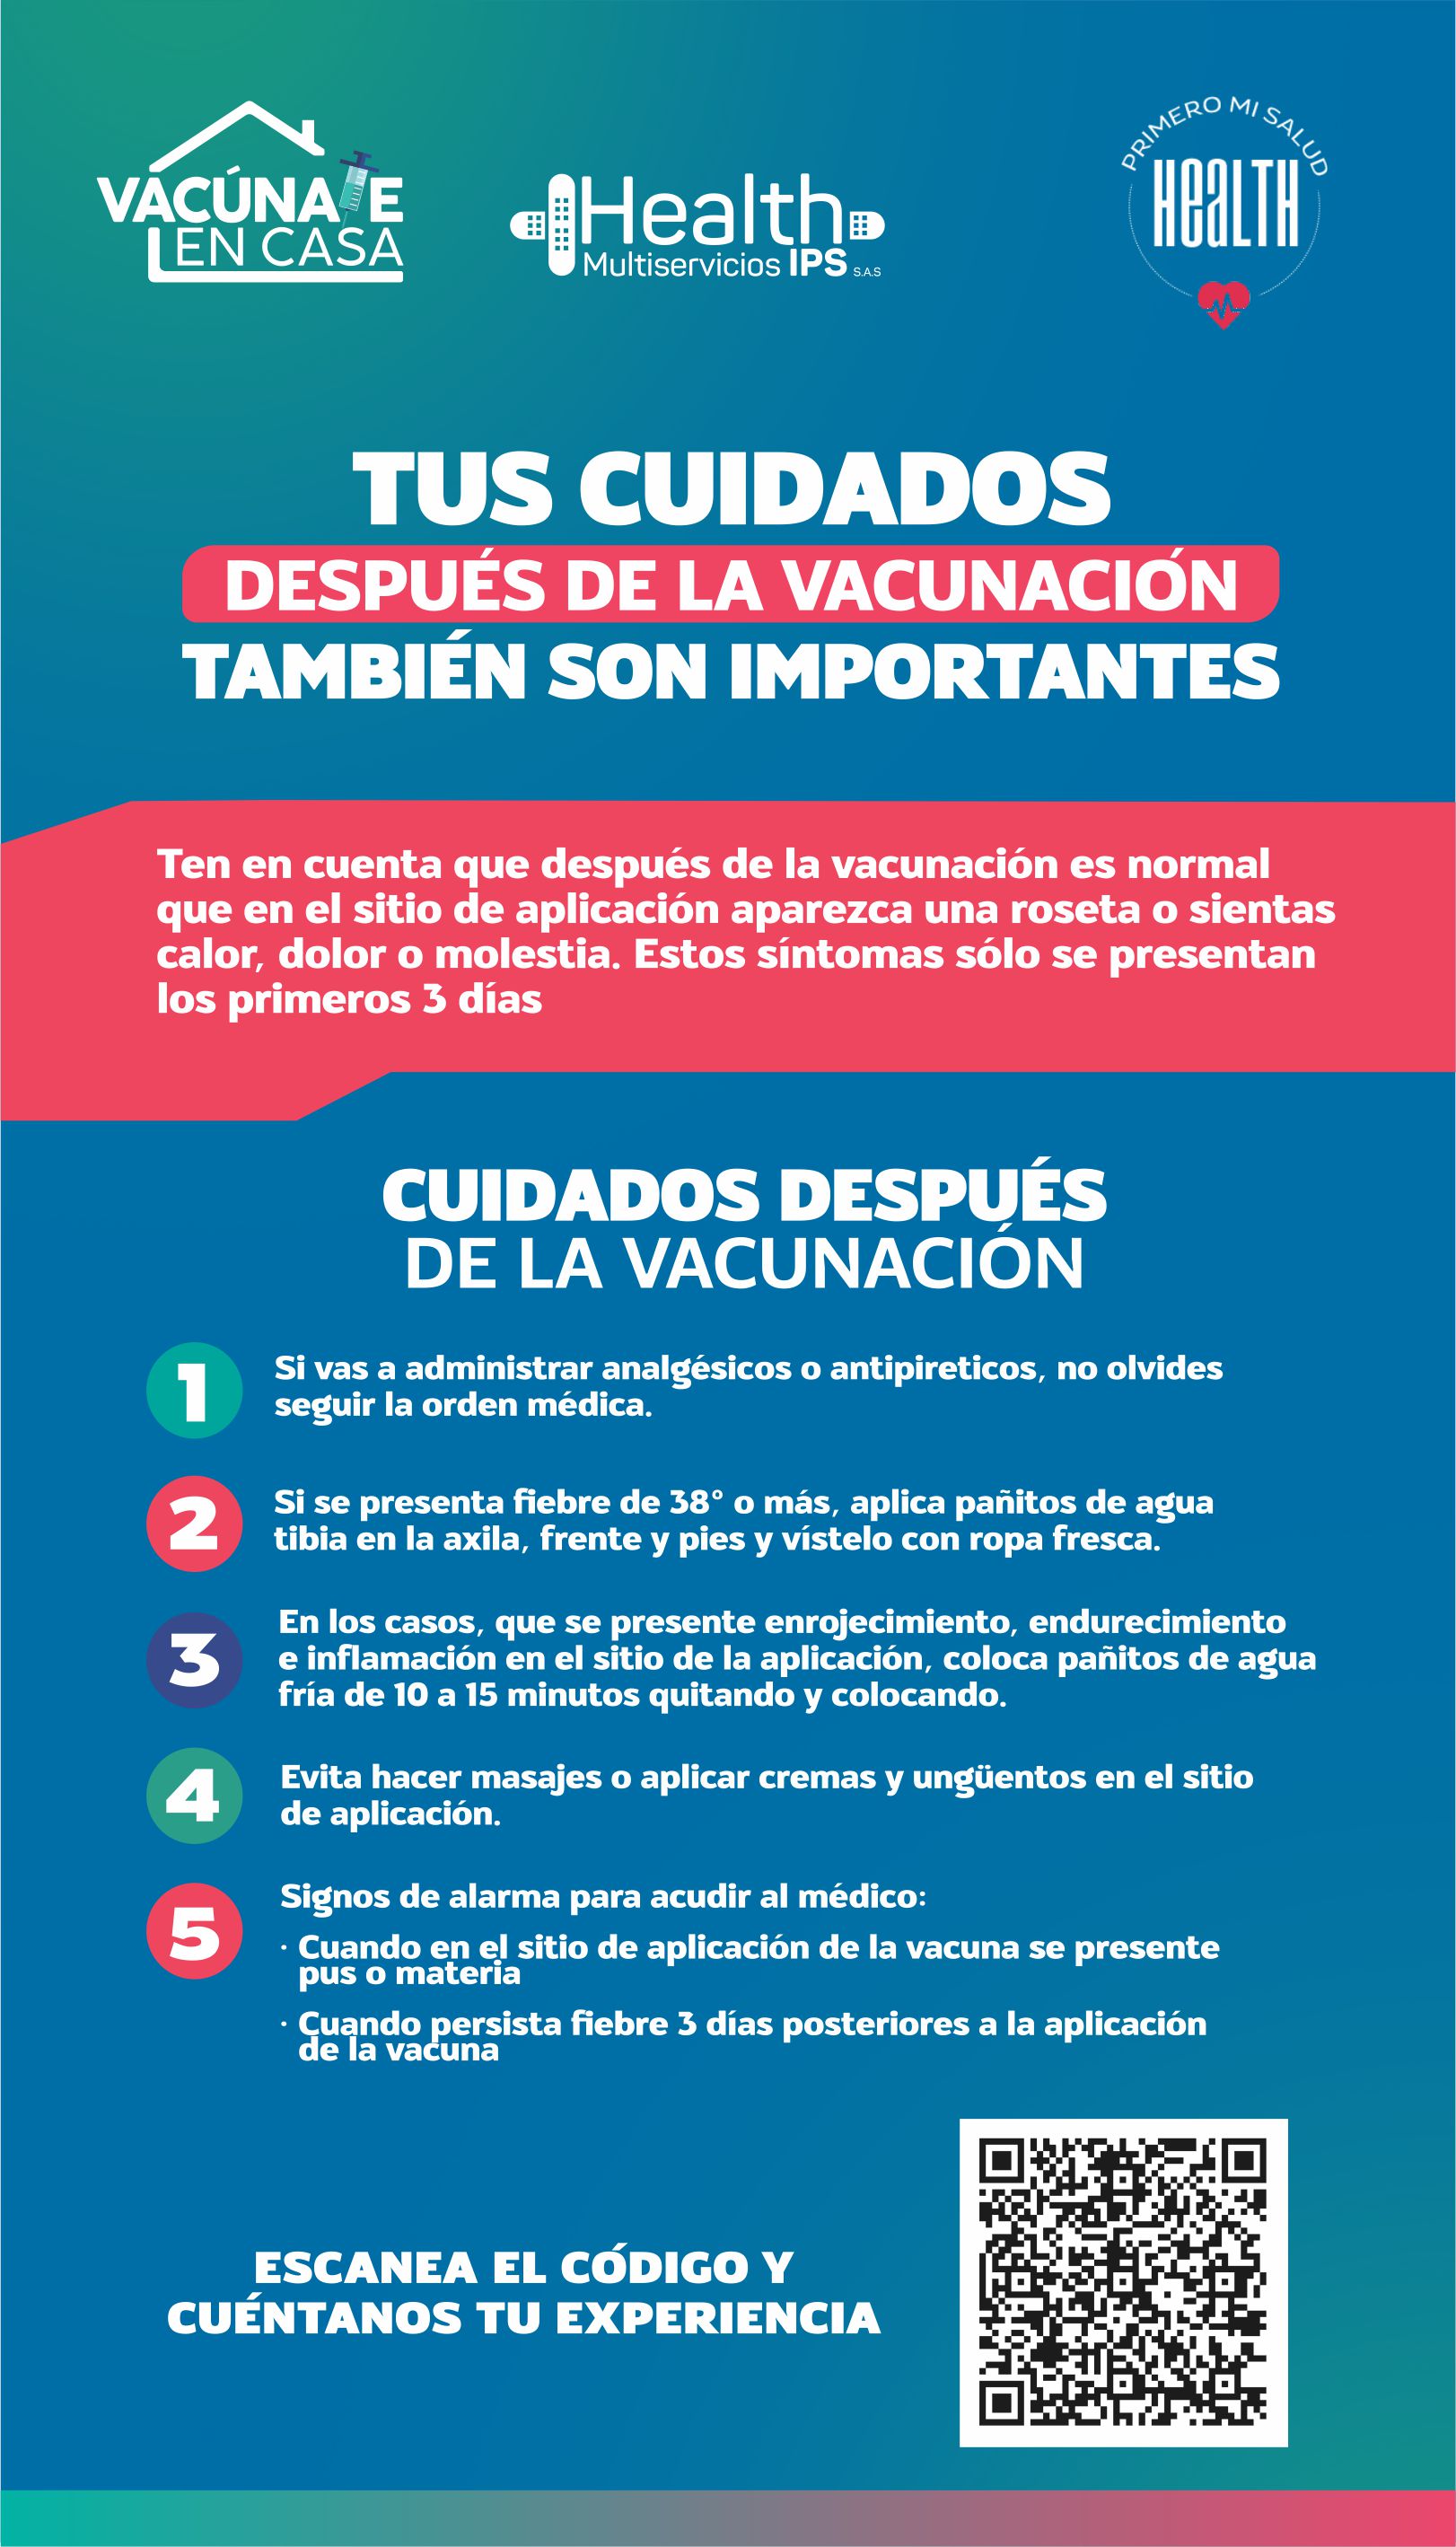 VACÚNATE
EN CASA
Health
Multiservicios IPS S.A.S
PRIMERO MI SALUD
HEaLTH
TUS CUIDADOS
DESPUÉS DE LA VACUNACIÓN
TAMBIÉN SON IMPORTANTES
Ten en cuenta que después de la vacunación es normal
que en el sitio de aplicación aparezca una roseta o sientas
calor, dolor o molestia. Estos síntomas sólo se presentan
los primeros 3 días
CUIDADOS DESPUÉS
DE LA VACUNACIÓN
1
Si vas a administrar analgésicos o antipireticos, no olvides
seguir la orden médica.
2
Si se presenta fiebre de 38° o más, aplica pañitos de agua
tibia en la axila, frente y pies y vístelo con ropa fresca.
3
En los casos, que se presente enrojecimiento, endurecimiento
e inflamación en el sitio de la aplicación, coloca pañitos de agua
fría de 10 a 15 minutos quitando y colocando.
4
Evita hacer masajes o aplicar cremas y ungüentos en el sitio
de aplicación.
5
Signos de alarma para acudir al médico:
· Cuando en el sitio de aplicación de la vacuna se presente
pus o materia
· Cuando persista fiebre 3 días posteriores a la aplicación
de la vacuna
ESCANEA EL CÓDIGO Y
CUÉNTANOS TU EXPERIENCIA